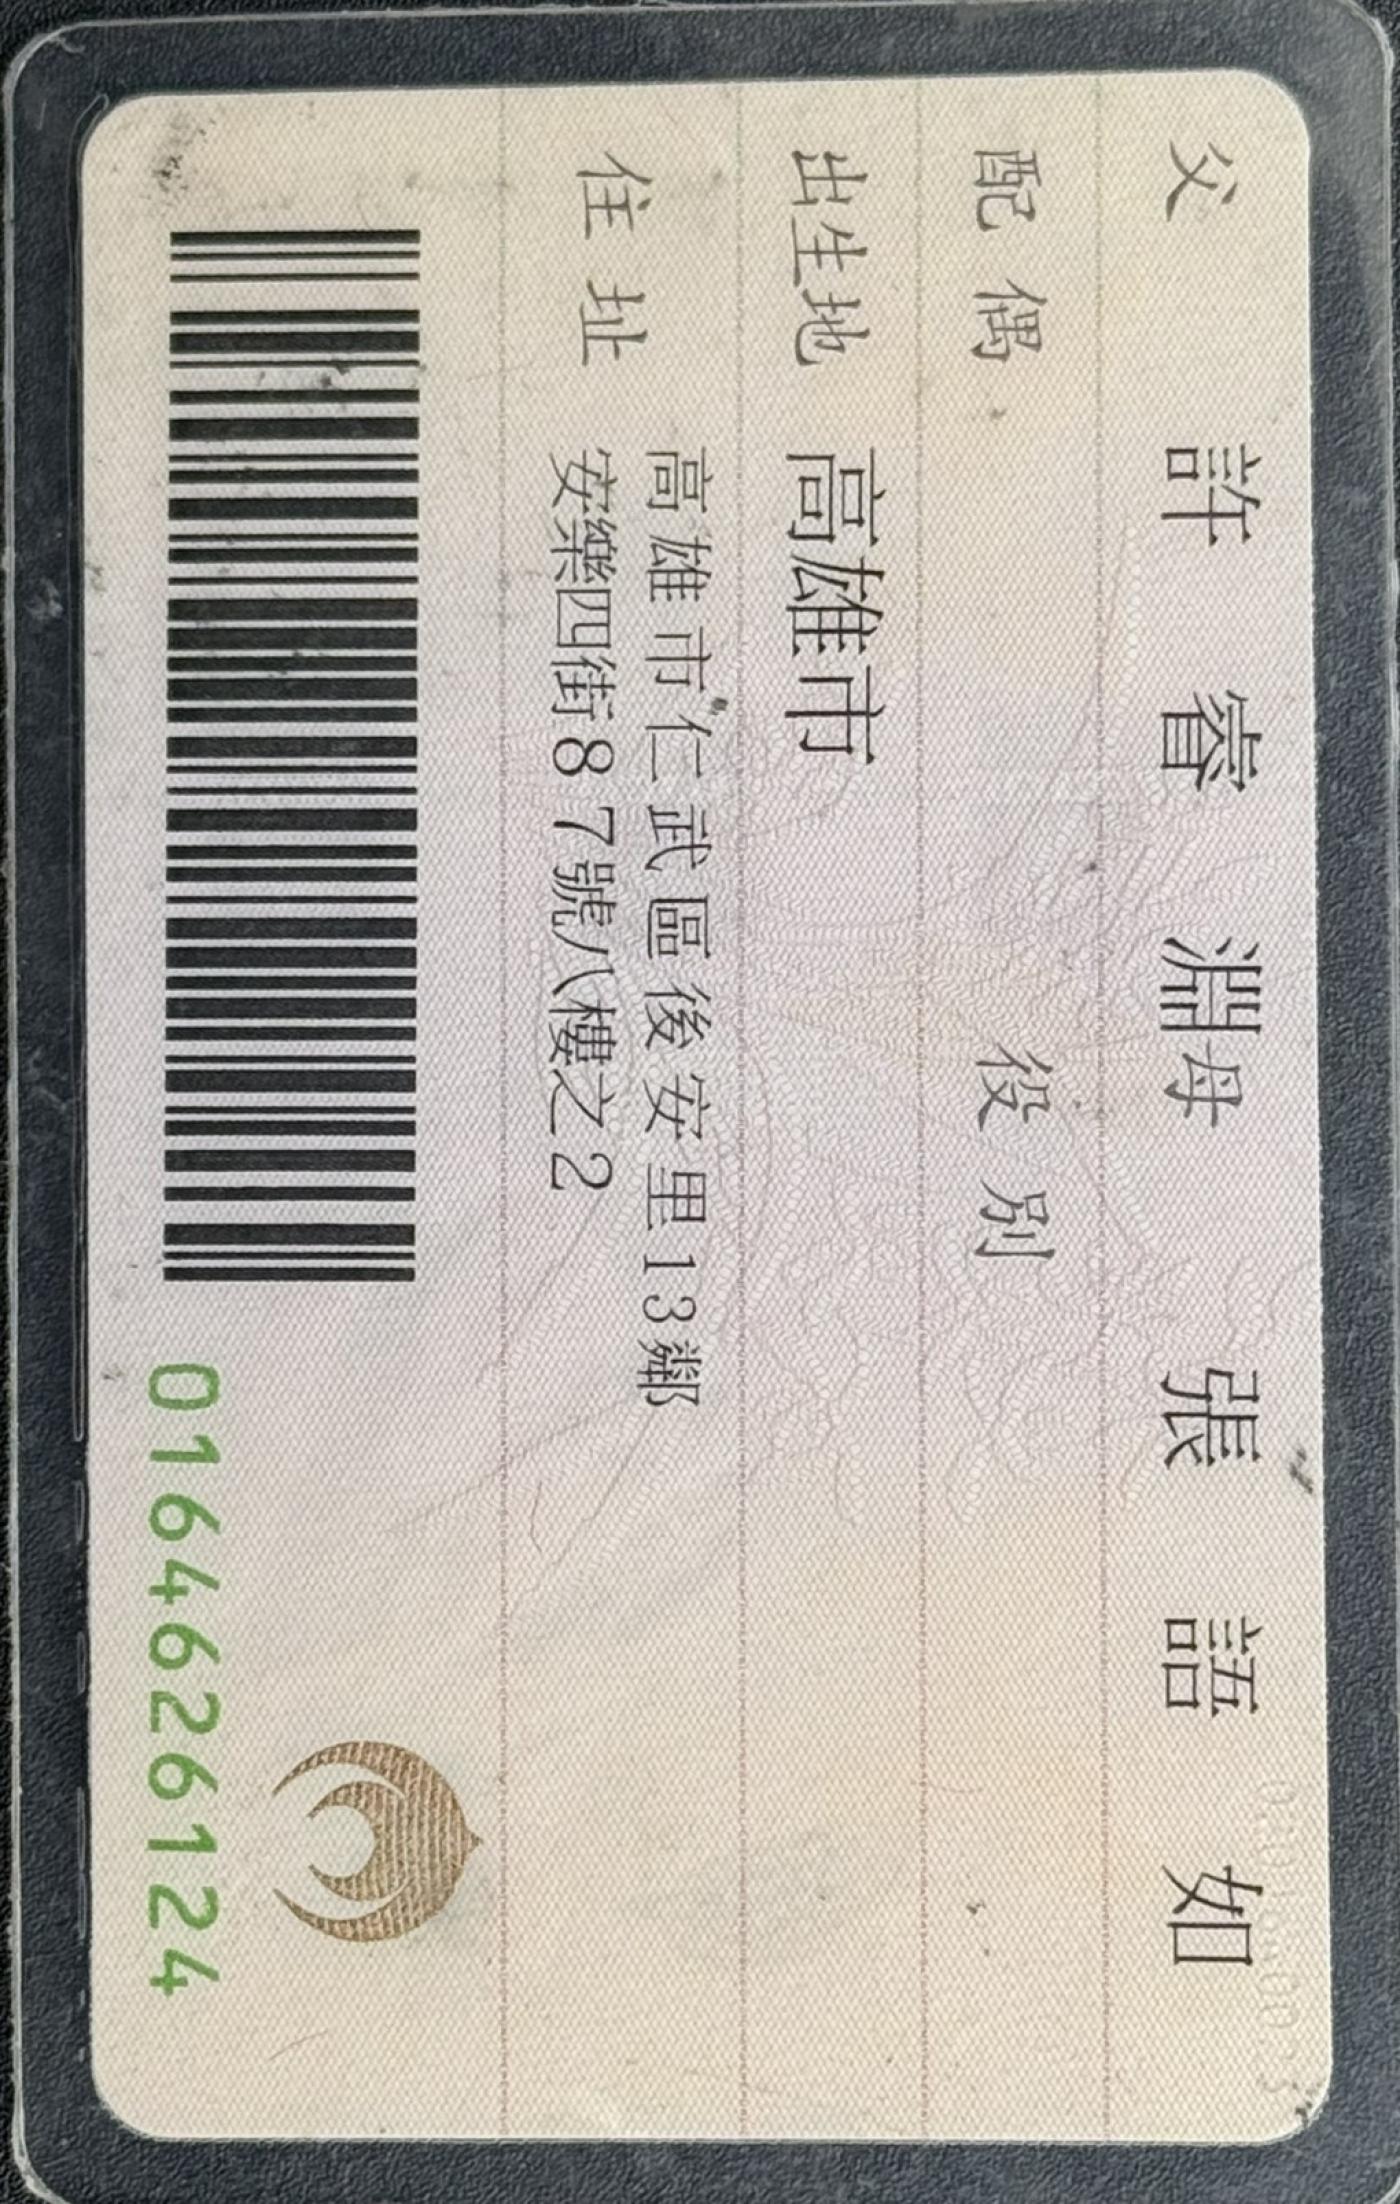 父 許睿淵 母 張語如
配偶 役別
出生地 高雄市
住址 高雄市仁武區後安里13鄰
安樂四街87號八樓之2
0164626124